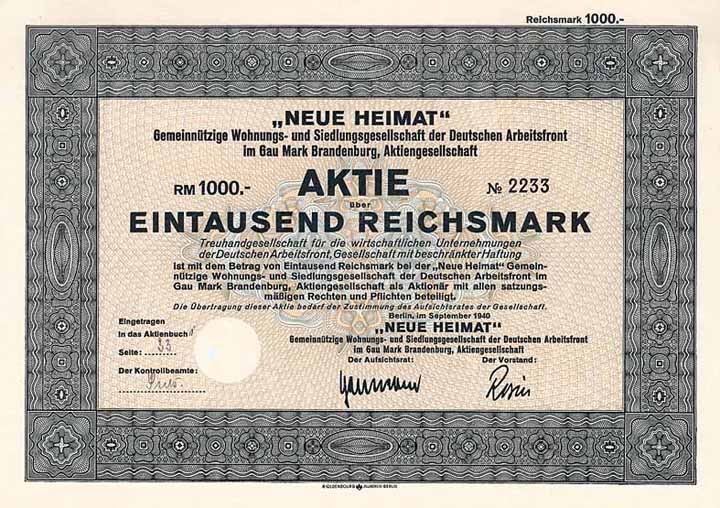 Reichsmark 1000.-
„NEUE HEIMAT“
Gemeinnützige Wohnungs- und Siedlungsgesellschaft der Deutschen Arbeitsfront
im Gau Mark Brandenburg, Aktiengesellschaft
RM 1000.- AKTIE № 2233
über
EINTAUSEND REICHSMARK
Treuhandgesellschaft für die wirtschaftlichen Unternehmungen
der Deutschen Arbeitsfront, Gesellschaft mit beschränkter Haftung
ist mit dem Betrag von Eintausend Reichsmark bei der „Neue Heimat“ Gemein-
nützige Wohnungs- und Siedlungsgesellschaft der Deutschen Arbeitsfront im
Gau Mark Brandenburg, Aktiengesellschaft als Aktionär mit allen satzungs-
mäßigen Rechten und Pflichten beteiligt.
Die Übertragung dieser Aktie bedarf der Zustimmung des Aufsichtsrates der Gesellschaft.
Berlin, im September 1940
„NEUE HEIMAT“
Gemeinnützige Wohnungs- und Siedlungsgesellschaft der Deutschen Arbeitsfront
im Gau Mark Brandenburg, Aktiengesellschaft
Der Aufsichtsrat: Der Vorstand:
Eingetragen
in das Aktienbuch
Seite: 33
Der Kontrollbeamte:
R·OLDENBOURG MÜNCHEN-BERLIN